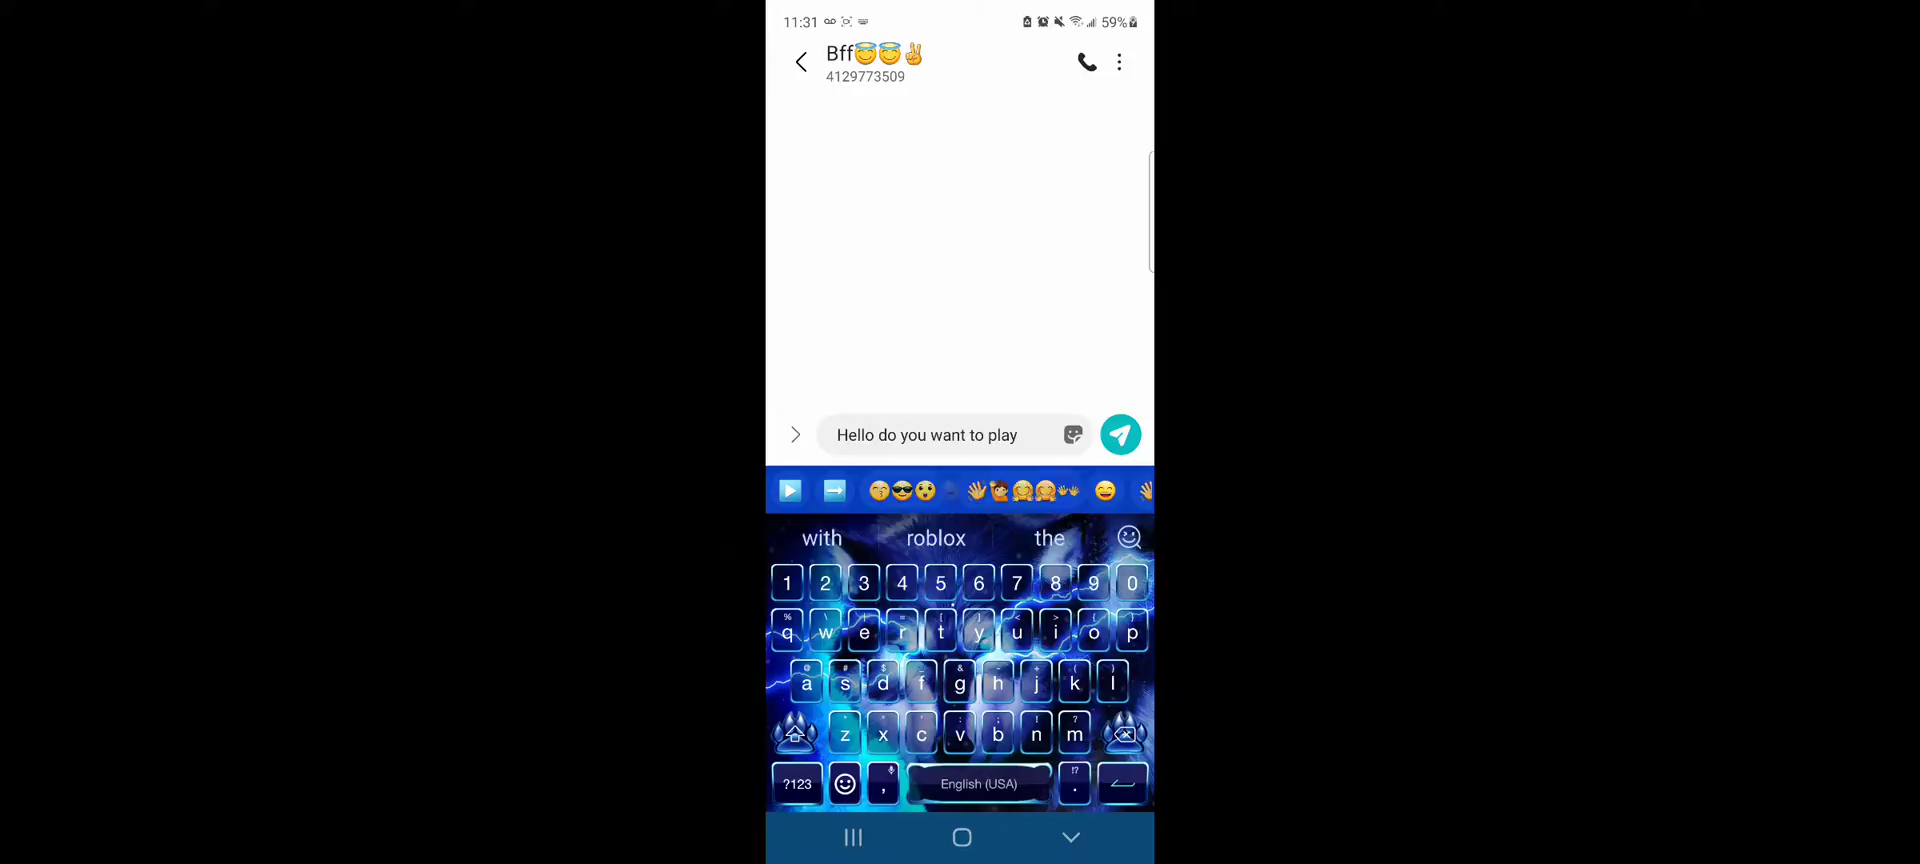 11:31 59%
Bff😇😇✌
4129773509
Hello do you want to play
with roblox the
1 2 3 4 5 6 7 8 9 0
% \ | = [ ] < > { }
q w e r t y u i o p
@ # $ _ & - + ( )
a s d f g h j k l
* " ' : ; ! ?
z x c v b n m
!?
?123 , English (USA) .